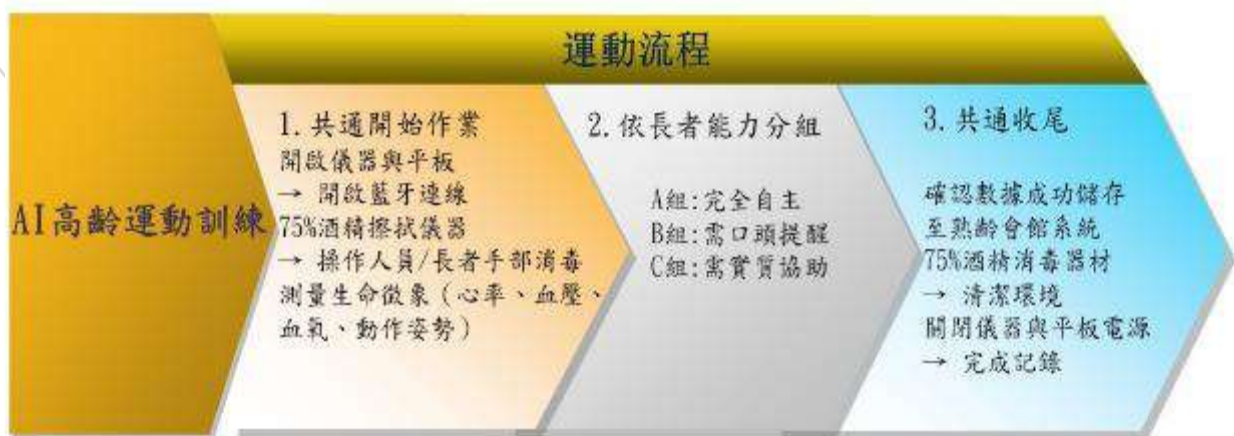 運動流程
AI高齡運動訓練
1.共通開始作業
開啟儀器與平板
→ 開啟藍牙連線
75%酒精擦拭儀器
→ 操作人員/長者手部消毒
測量生命徵象（心率、血壓、
血氧、動作姿勢）
2.依長者能力分組
A組:完全自主
B組:需口頭提醒
C組:需實質協助
3.共通收尾
確認數據成功儲存
至熟齡會館系統
75%酒精消毒器材
→ 清潔環境
關閉儀器與平板電源
→ 完成記錄